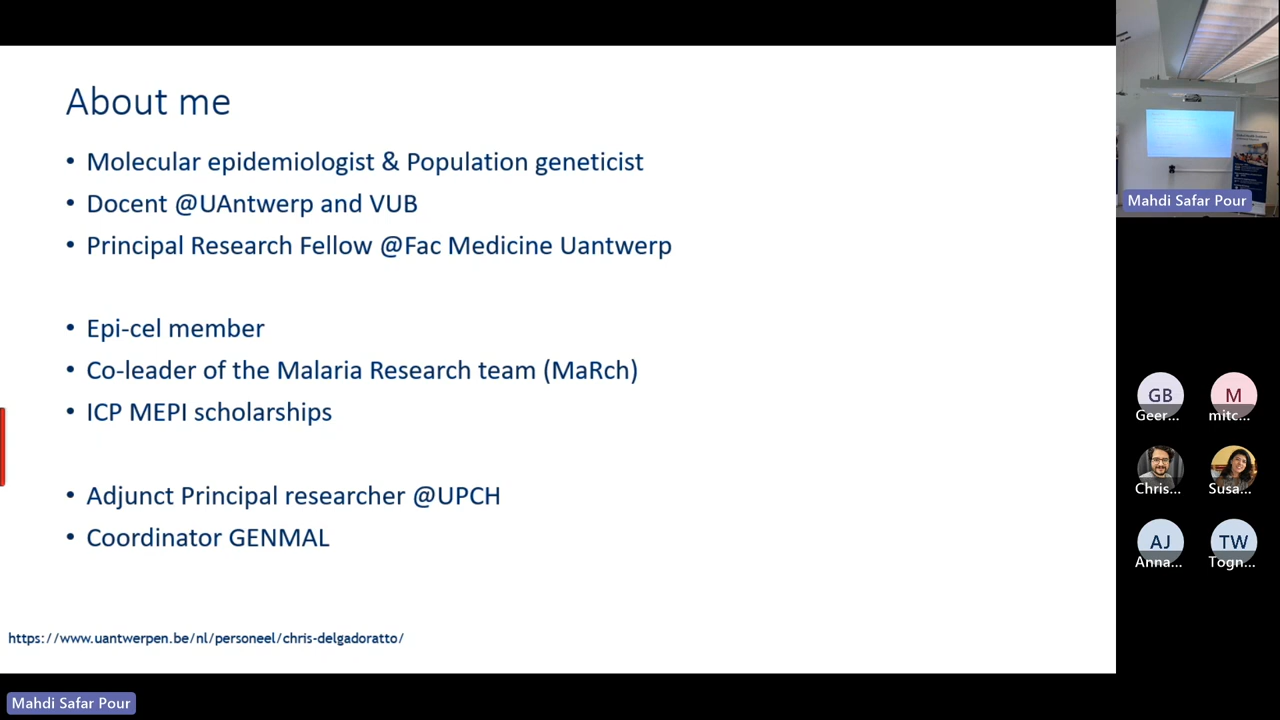 About me
• Molecular epidemiologist & Population geneticist
• Docent @UAntwerp and VUB
• Principal Research Fellow @Fac Medicine Uantwerp
• Epi-cel member
• Co-leader of the Malaria Research team (MaRch)
• ICP MEPI scholarships
• Adjunct Principal researcher @UPCH
• Coordinator GENMAL
https://www.uantwerpen.be/nl/personeel/chris-delgadoratto/
Mahdi Safar Pour
Mahdi Safar Pour
GB
Geer...
M
mitc...
Chris...
Susa...
AJ
Anna...
TW
Togn...